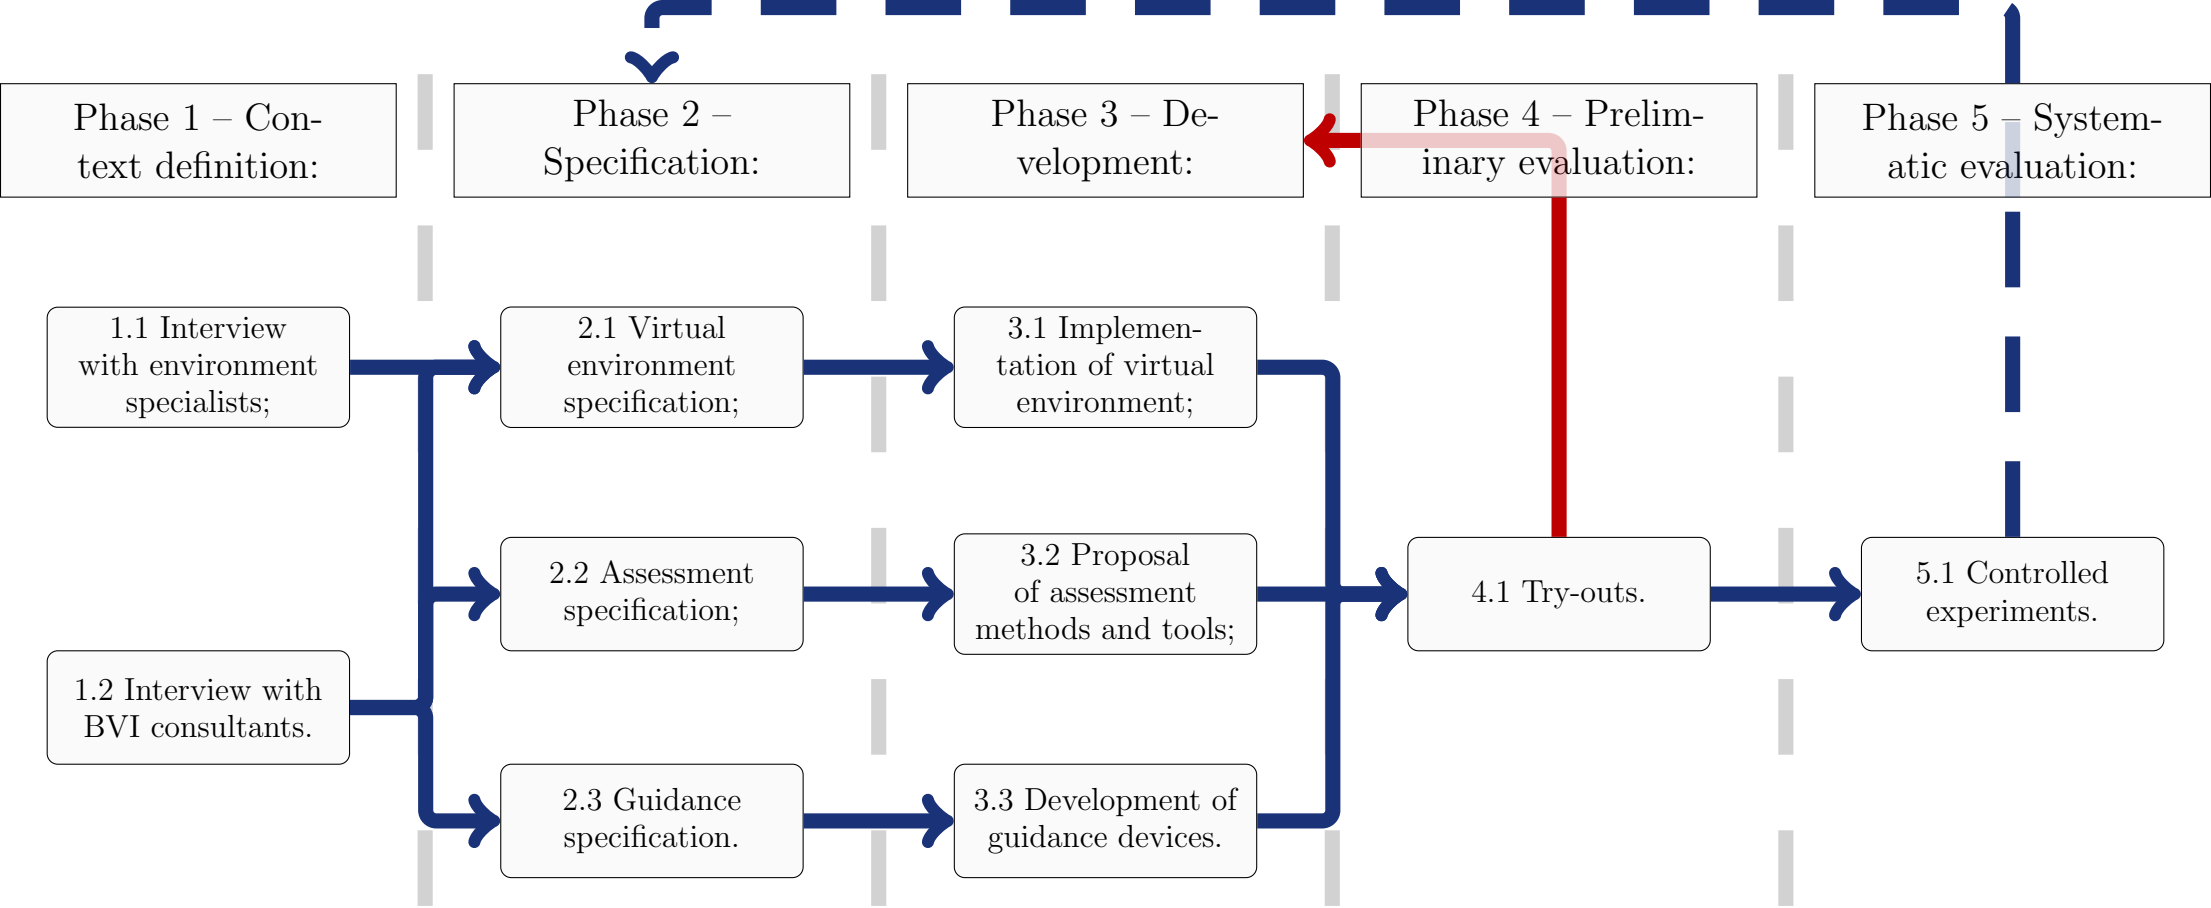 Phase 1 – Con-
text definition:
Phase 2 –
Specification:
Phase 3 – De-
velopment:
Phase 4 – Prelim-
inary evaluation:
Phase 5 – System-
atic evaluation:
1.1 Interview
with environment
specialists;
1.2 Interview with
BVI consultants.
2.1 Virtual
environment
specification;
2.2 Assessment
specification;
2.3 Guidance
specification.
3.1 Implemen-
tation of virtual
environment;
3.2 Proposal
of assessment
methods and tools;
3.3 Development of
guidance devices.
4.1 Try-outs.
5.1 Controlled
experiments.